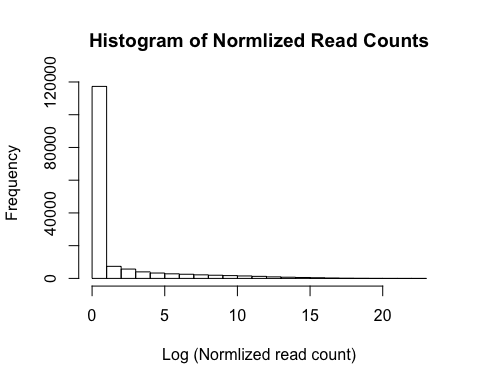 Histogram of Normlized Read Counts
Frequency
120000
80000
40000
0
0 5 10 15 20
Log (Normlized read count)